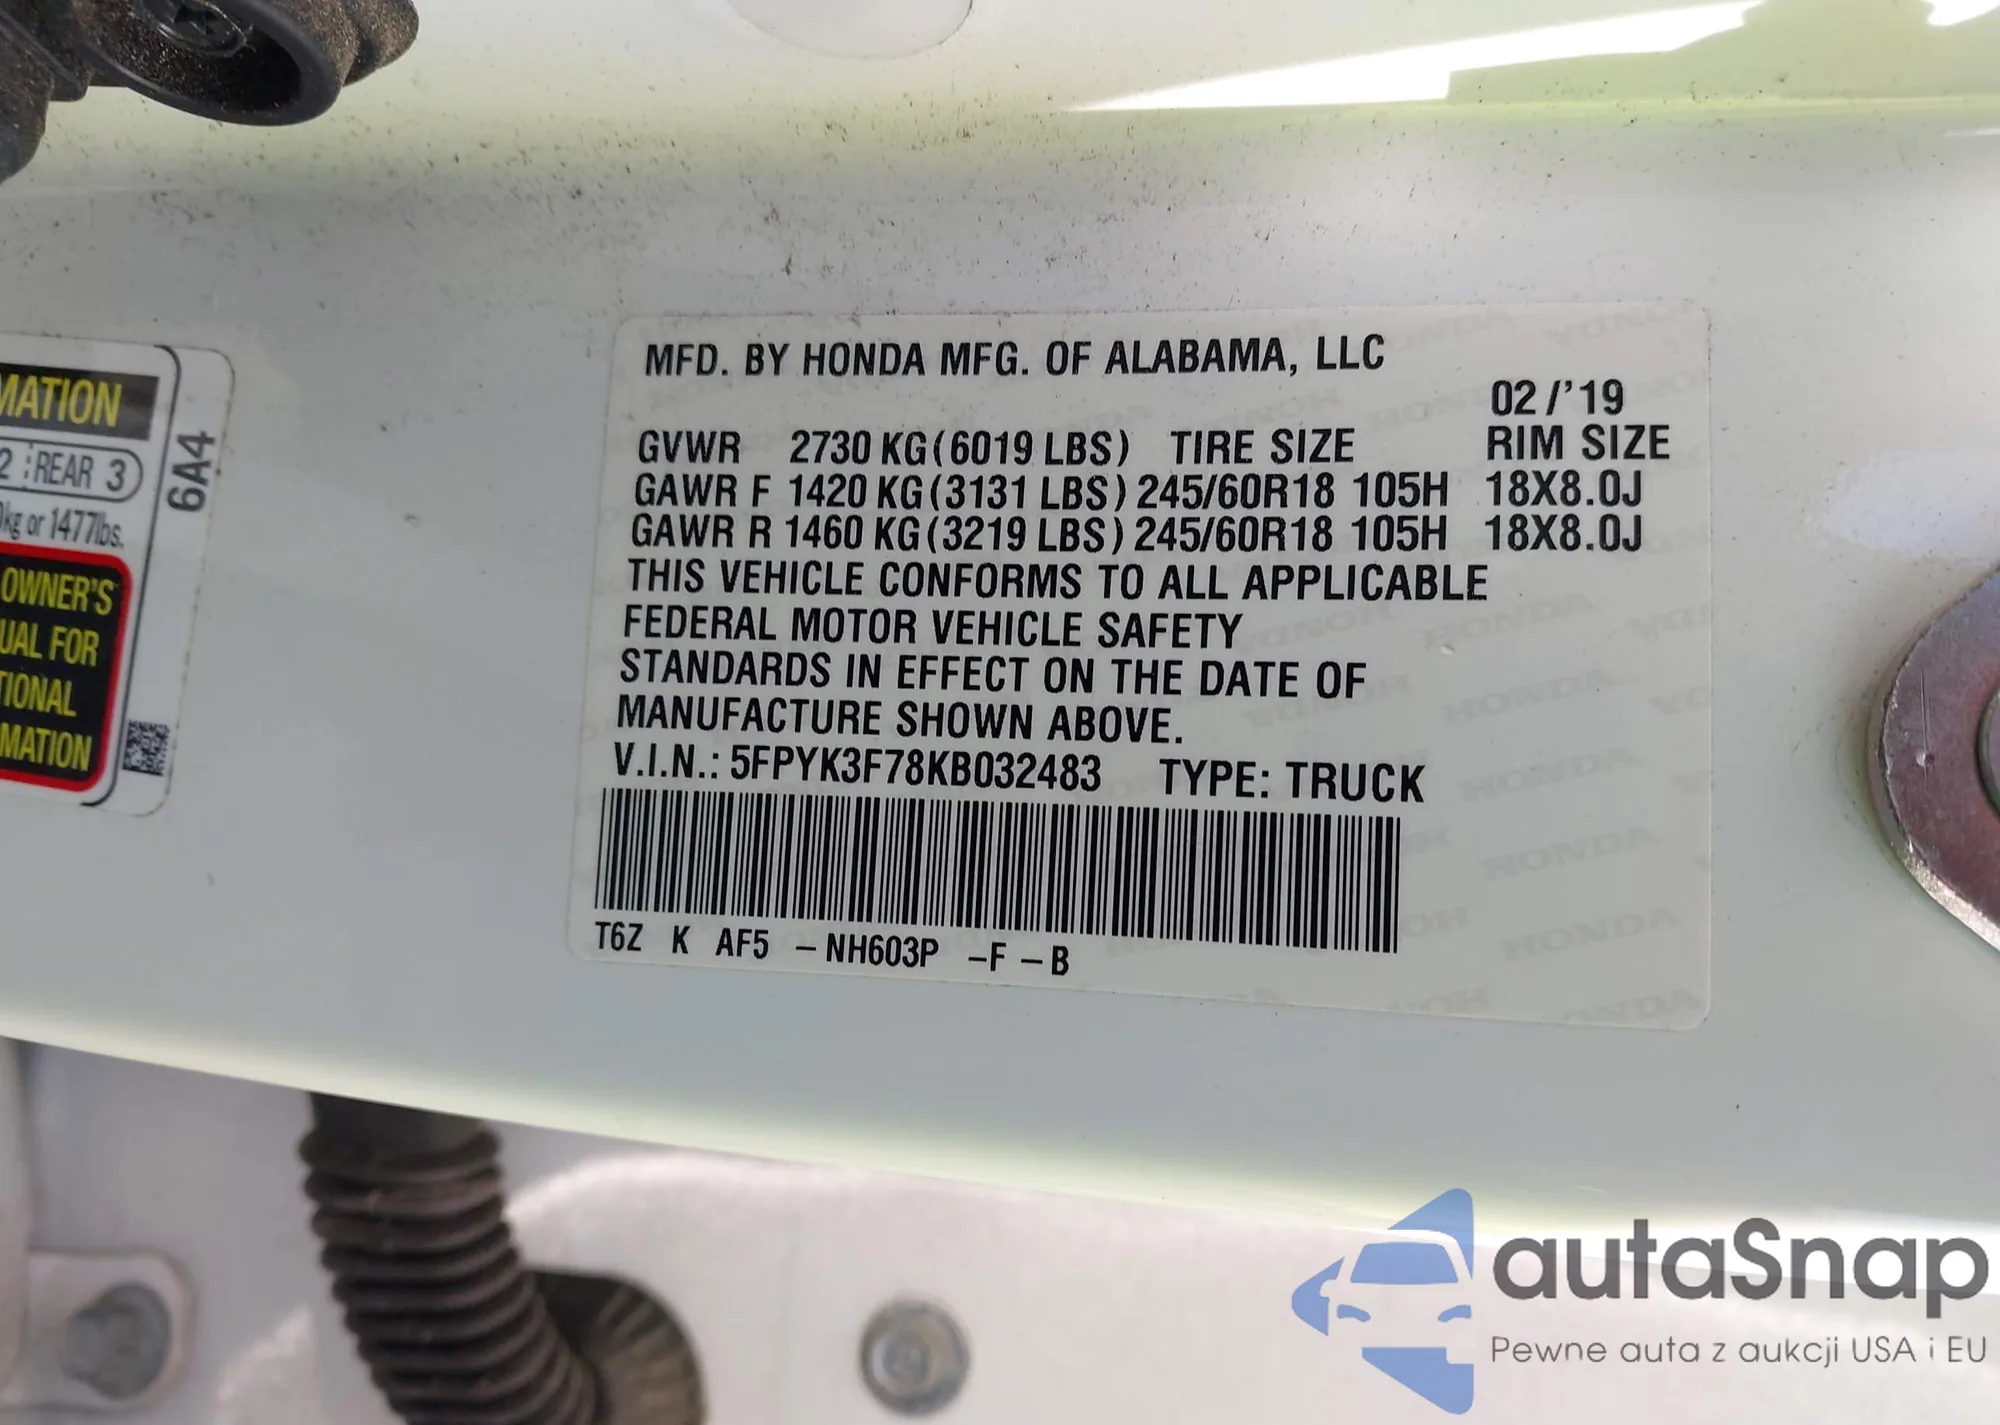 MATION
2 REAR 3
kg or 1477lbs.
OWNER'S
UAL FOR
TIONAL
MATION
6A4
MFD. BY HONDA MFG. OF ALABAMA, LLC
02/'19
GVWR 2730 KG(6019 LBS) TIRE SIZE RIM SIZE
GAWR F 1420 KG(3131 LBS) 245/60R18 105H 18X8.0J
GAWR R 1460 KG(3219 LBS) 245/60R18 105H 18X8.0J
THIS VEHICLE CONFORMS TO ALL APPLICABLE
FEDERAL MOTOR VEHICLE SAFETY
STANDARDS IN EFFECT ON THE DATE OF
MANUFACTURE SHOWN ABOVE.
V.I.N.: 5FPYK3F78KB032483 TYPE: TRUCK
T6Z K AF5 -NH603P -F -B
autaSnap
Pewne auta z aukcji USA i EU